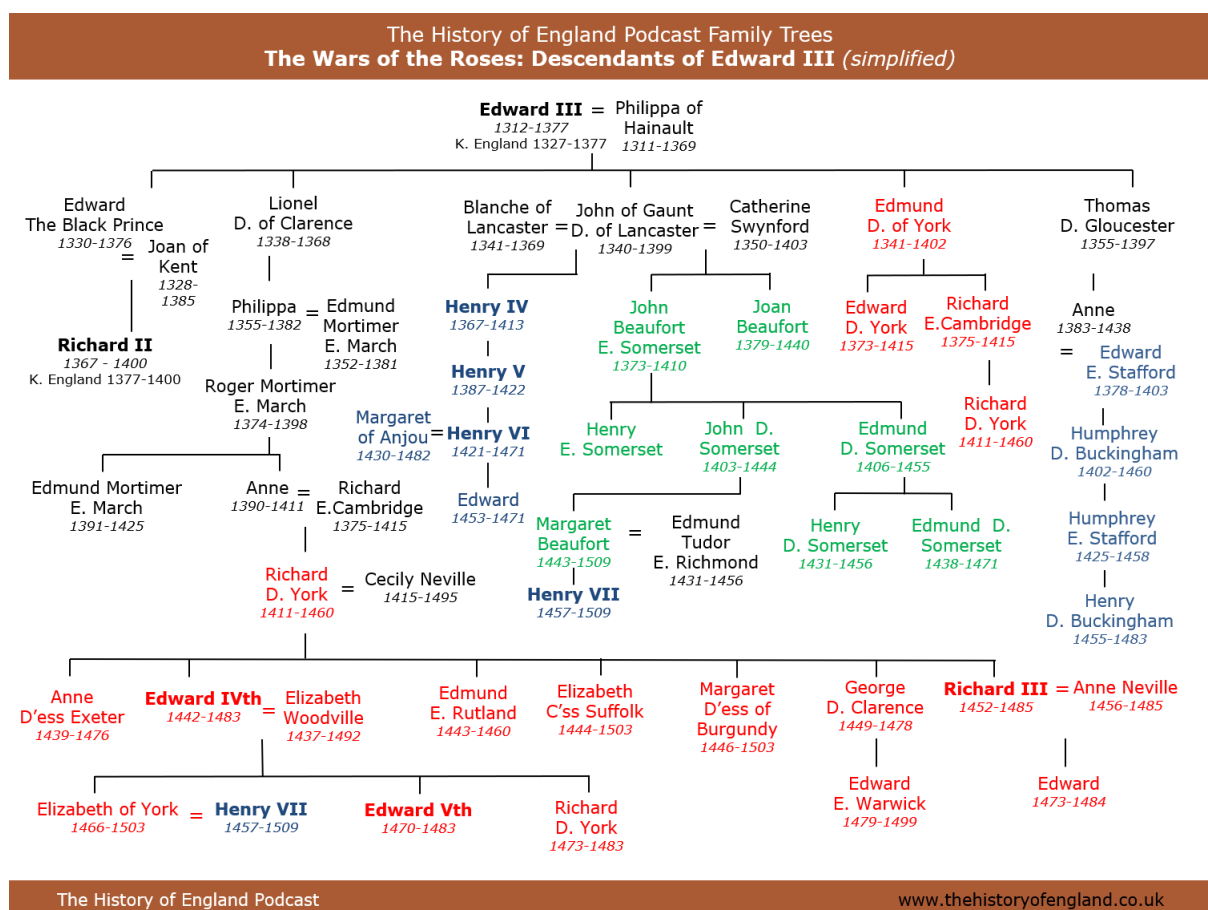 The History of England Podcast Family Trees
The Wars of the Roses: Descendants of Edward III (simplified)
Edward III = Philippa of
Hainault
1312-1377
K. England 1327-1377
1311-1369
Edward
The Black Prince
1330-1376
=
Joan of
Kent
1328-
1385
Lionel
D. of Clarence
1338-1368
Blanche of
Lancaster
1341-1369
=
John of Gaunt
D. of Lancaster
1340-1399
=
Catherine
Swynford
1350-1403
Edmund
D. of York
1341-1402
Thomas
D. Gloucester
1355-1397
Richard II
1367 - 1400
K. England 1377-1400
Philippa
1355-1382
=
Edmund
Mortimer
E. March
1352-1381
Henry IV
1367-1413
John
Beaufort
E. Somerset
1373-1410
Joan
Beaufort
1379-1440
Edward
D. York
1373-1415
Richard
E.Cambridge
1375-1415
Anne
1383-1438
=
Edward
E. Stafford
1378-1403
Roger Mortimer
E. March
1374-1398
Henry V
1387-1422
Margaret
of Anjou
1430-1482
=
Henry VI
1421-1471
Henry
E. Somerset
John D.
Somerset
1403-1444
Edmund
D. Somerset
1406-1455
Richard
D. York
1411-1460
Humphrey
D. Buckingham
1402-1460
Edmund Mortimer
E. March
1391-1425
Anne
1390-1411
=
Richard
E.Cambridge
1375-1415
Edward
1453-1471
Margaret
Beaufort
1443-1509
=
Edmund
Tudor
E. Richmond
1431-1456
Henry
D. Somerset
1431-1456
Edmund D.
Somerset
1438-1471
Humphrey
E. Stafford
1425-1458
Richard
D. York
1411-1460
=
Cecily Neville
1415-1495
Henry VII
1457-1509
Henry
D. Buckingham
1455-1483
Anne
D'ess Exeter
1439-1476
Edward IVth
1442-1483
=
Elizabeth
Woodville
1437-1492
Edmund
E. Rutland
1443-1460
Elizabeth
C'ss Suffolk
1444-1503
Margaret
D'ess of
Burgundy
1446-1503
George
D. Clarence
1449-1478
Richard III
1452-1485
=
Anne Neville
1456-1485
Elizabeth of York
1466-1503
=
Henry VII
1457-1509
Edward Vth
1470-1483
Richard
D. York
1473-1483
Edward
E. Warwick
1479-1499
Edward
1473-1484
The History of England Podcast
www.thehistoryofengland.co.uk